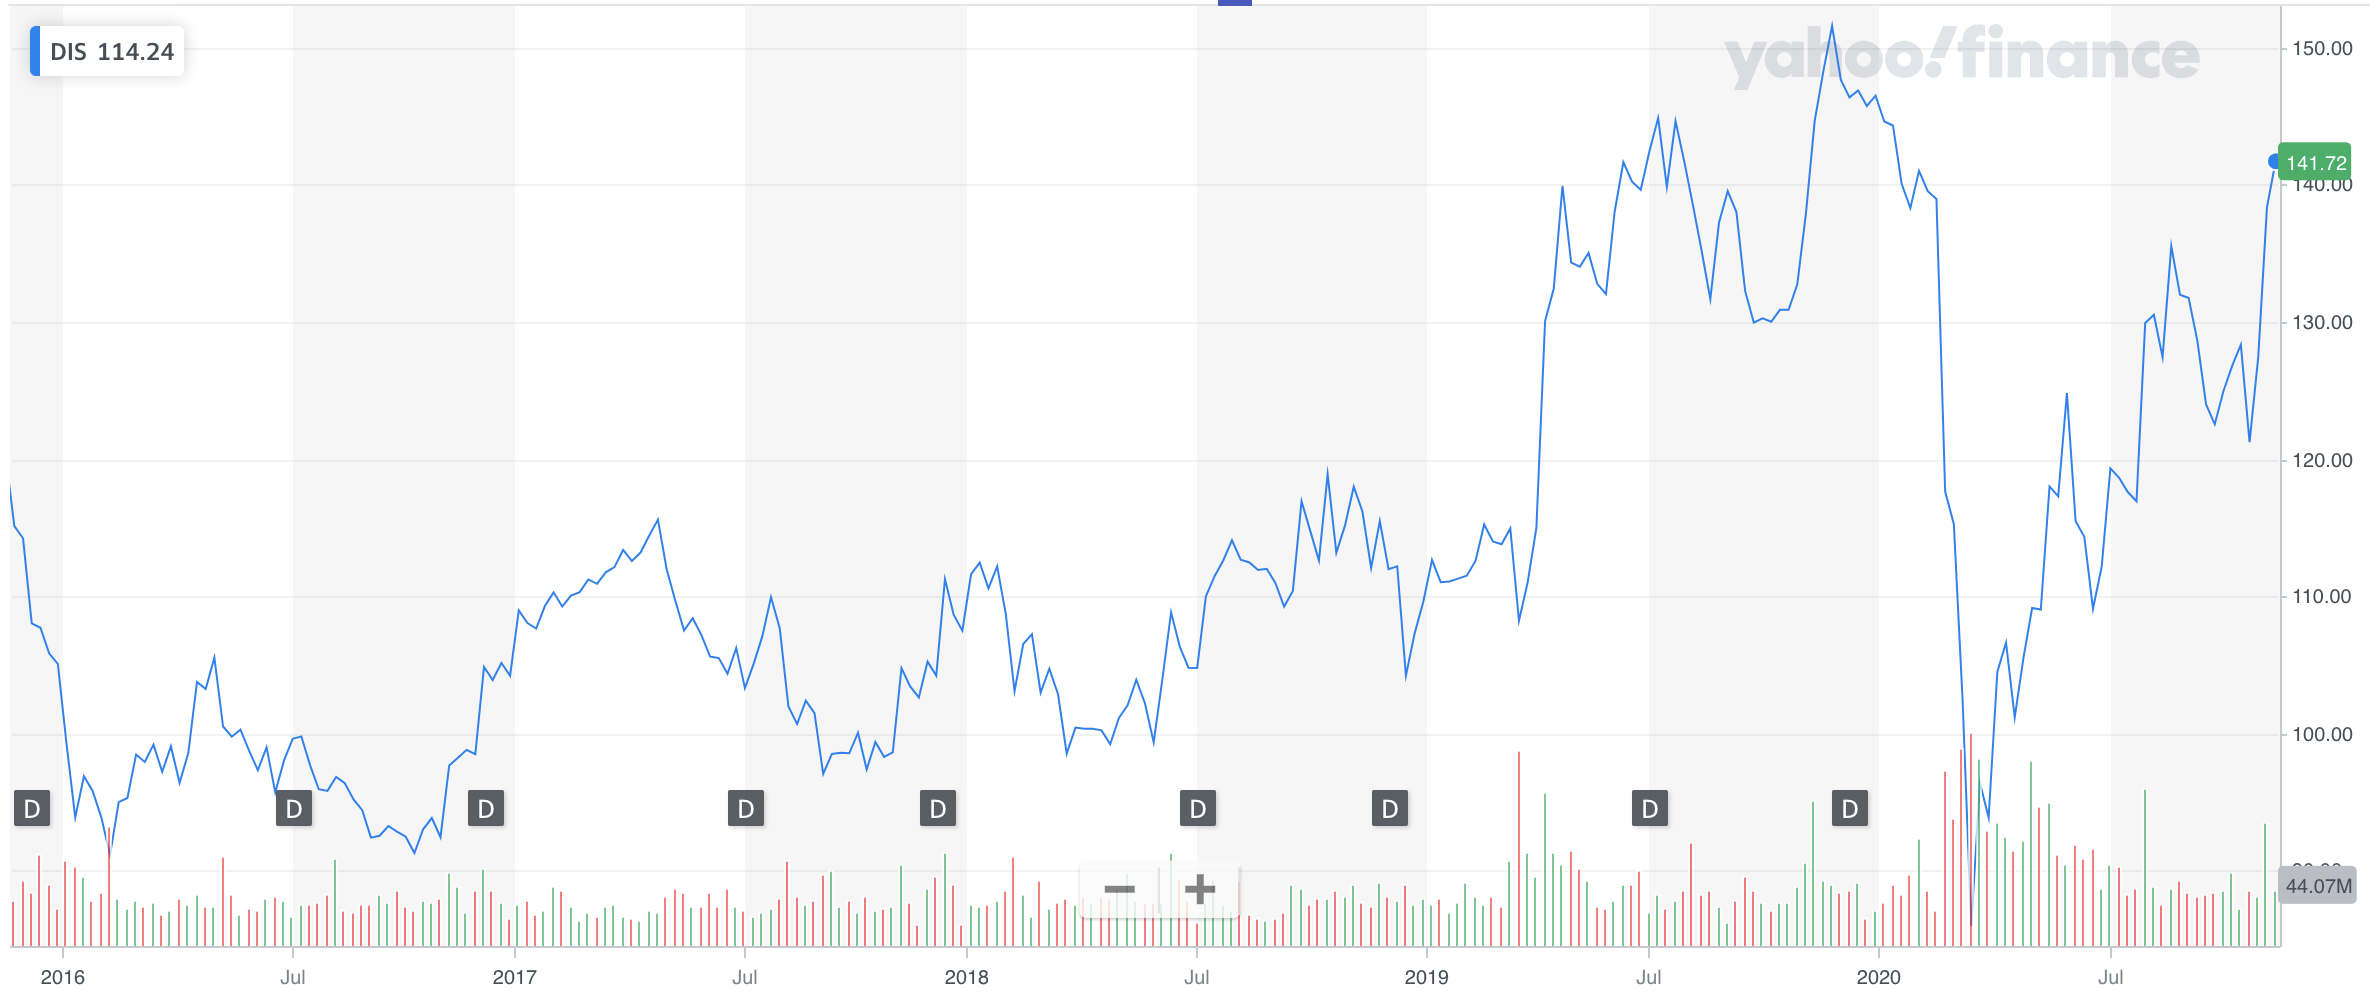 DIS 114.24
yahoo!finance
150.00
141.72
140.00
130.00
120.00
110.00
100.00
D D D D D D D D D
44.07M
2016 Jul 2017 Jul 2018 Jul 2019 Jul 2020 Jul